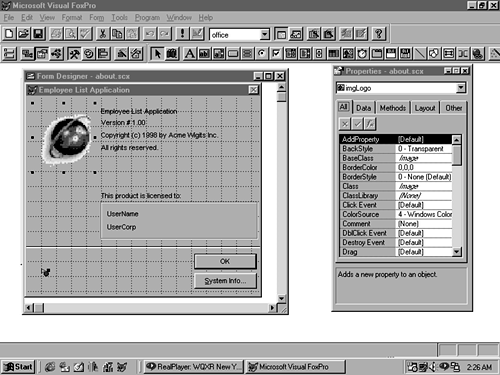 Microsoft Visual FoxPro
File Edit View Format Form Tools Program Window Help
office
Form Designer - about.scx
Employee List Application
Employee List Application
Version #:1.00
Copyright (c) 1998 by Acme Wigits Inc.
All rights reserved.
This product is licensed to:
UserName
UserCorp
OK
System Info...
Properties - about.scx
imgLogo
All Data Methods Layout Other
AddProperty [Default]
BackStyle 0 - Transparent
BaseClass Image
BorderColor 0,0,0
BorderStyle 0 - None (Default)
Class Image
ClassLibrary (None)
Click Event [Default]
ColorSource 4 - Windows Color
Comment (None)
DblClick Event [Default]
Destroy Event [Default]
Drag [Default]
Adds a new property to an object.
Start
RealPlayer: WQXR New Y...
Microsoft Visual FoxPro
2:26 AM